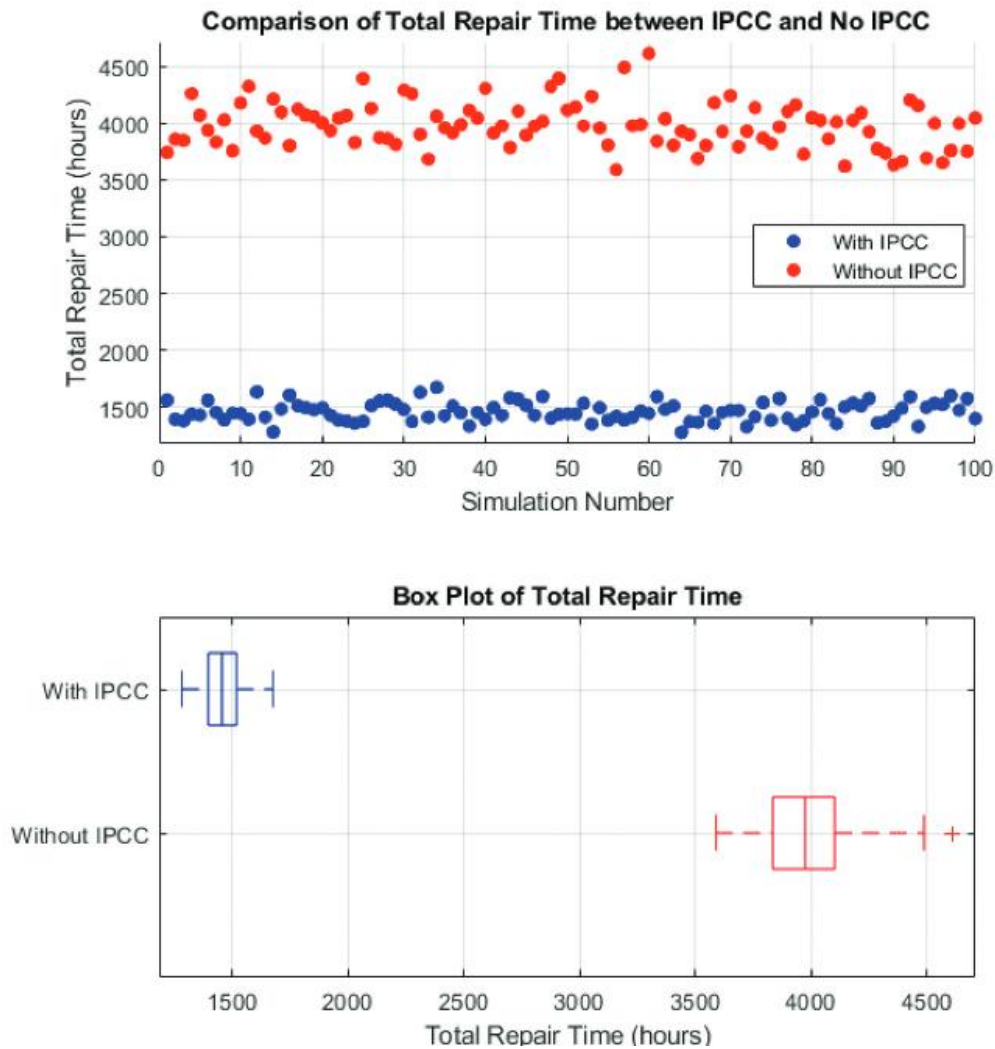 Comparison of Total Repair Time between IPCC and No IPCC
Total Repair Time (hours)
4500
4000
3500
3000
2500
2000
1500
With IPCC
Without IPCC
0 10 20 30 40 50 60 70 80 90 100
Simulation Number
Box Plot of Total Repair Time
With IPCC
Without IPCC
1500 2000 2500 3000 3500 4000 4500
Total Repair Time (hours)